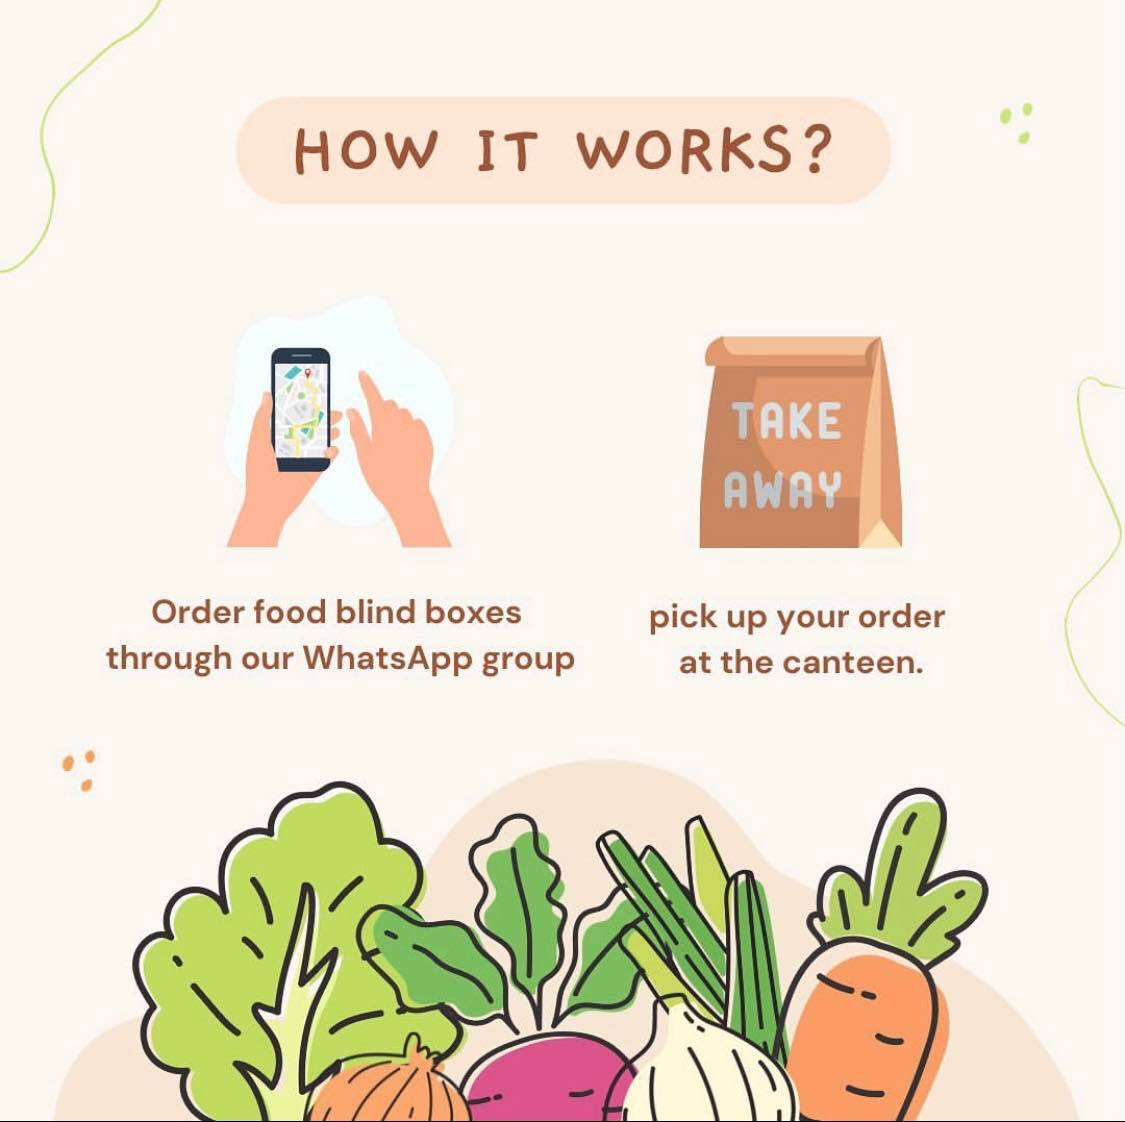 HOW IT WORKS?
TAKE
AWAY
Order food blind boxes
through our WhatsApp group
pick up your order
at the canteen.